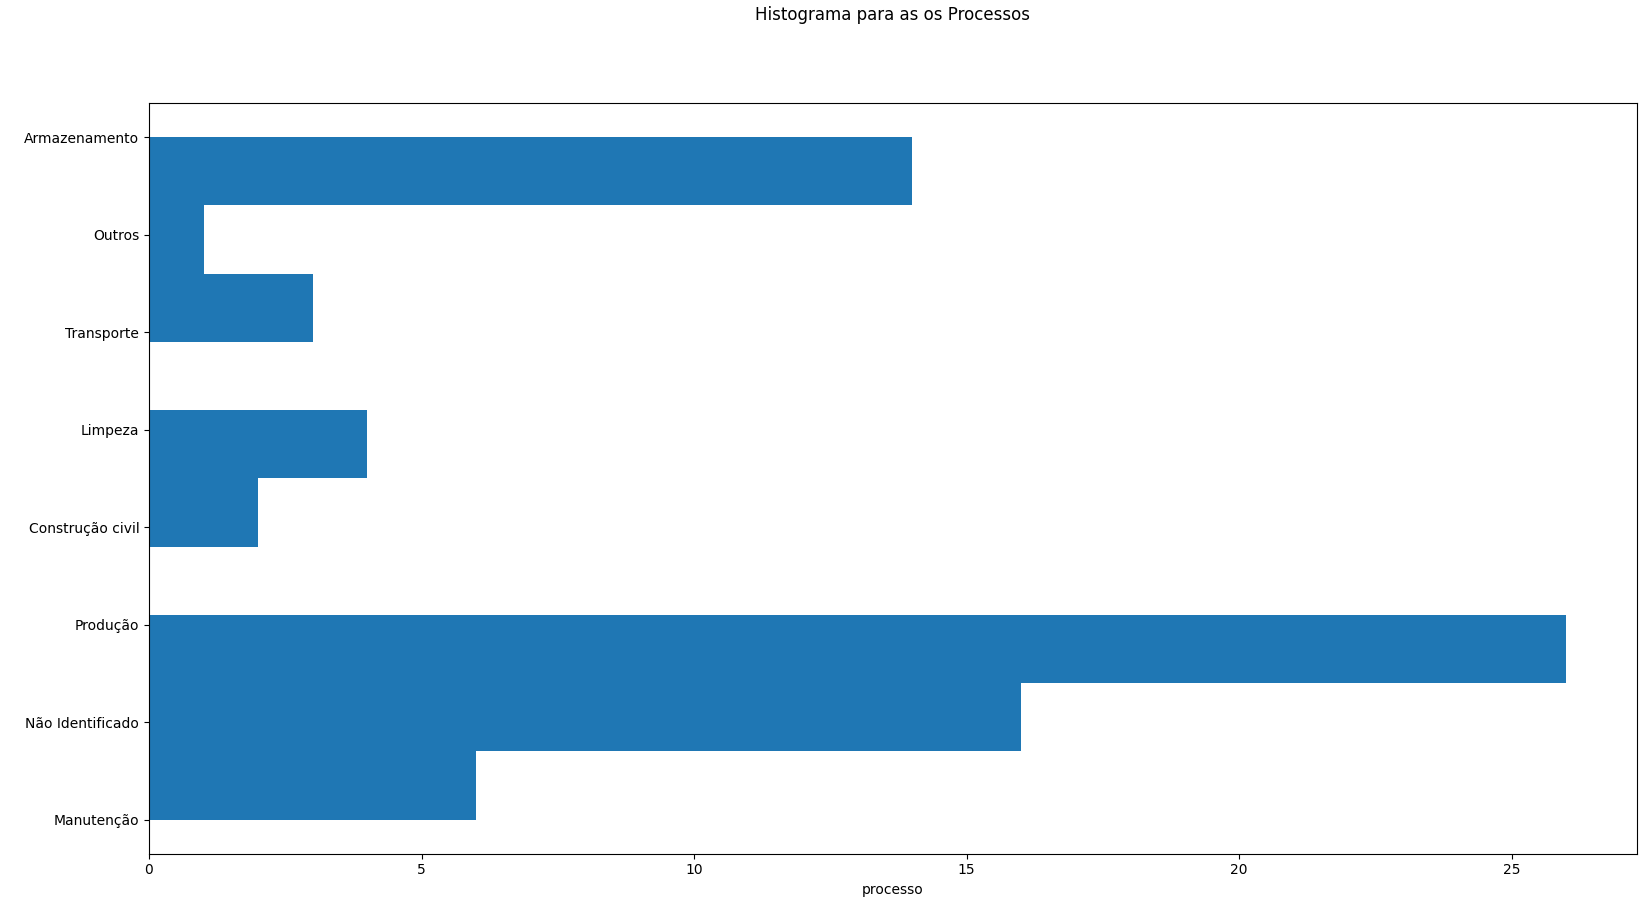 Histograma para as os Processos
Armazenamento
Outros
Transporte
Limpeza
Construção civil
Produção
Não Identificado
Manutenção
0 5 10 15 20 25
processo